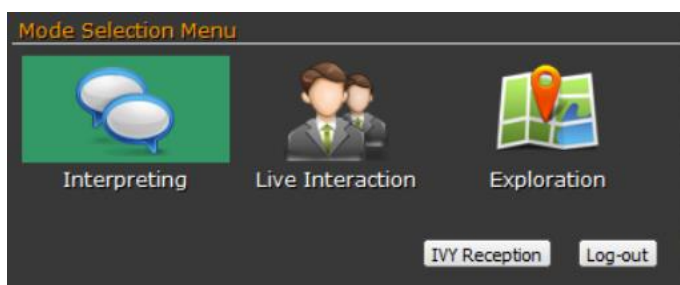 Mode Selection Menu
Interpreting Live Interaction Exploration
IVY Reception Log-out